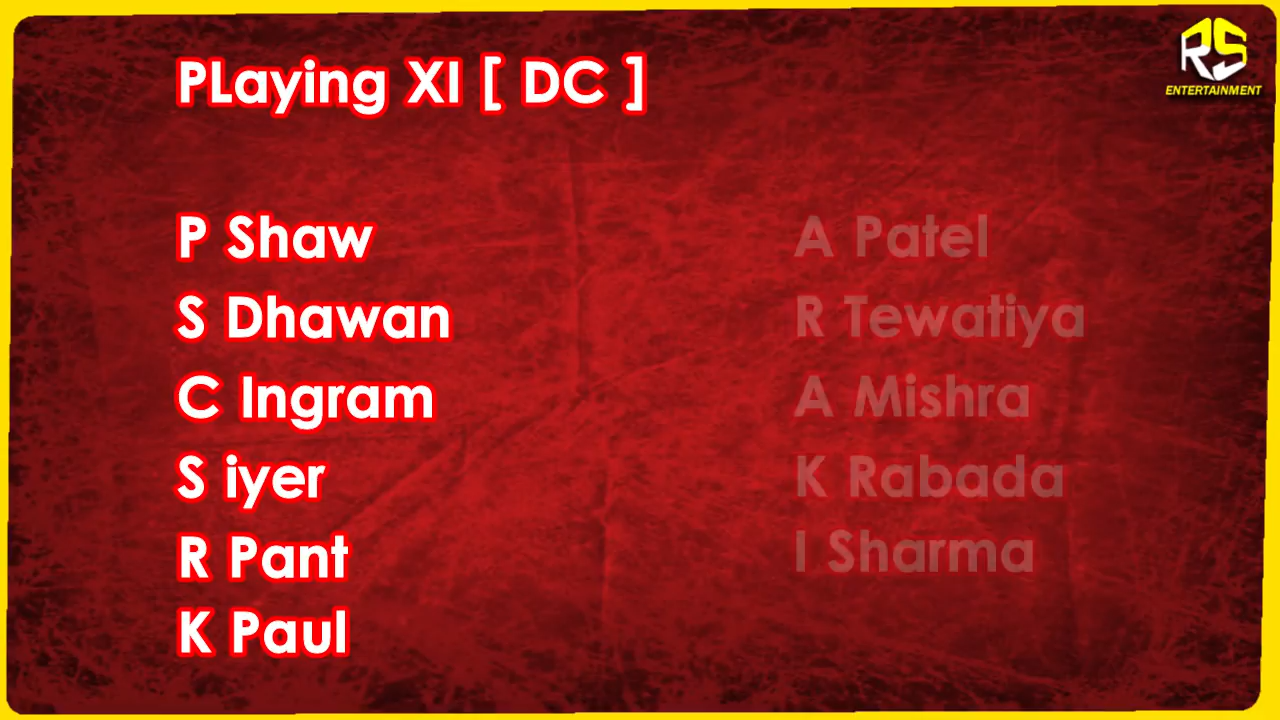 PLaying XI [ DC ]
RS
ENTERTAINMENT
P Shaw
S Dhawan
C Ingram
S iyer
R Pant
K Paul
A Patel
R Tewatiya
A Mishra
K Rabada
I Sharma